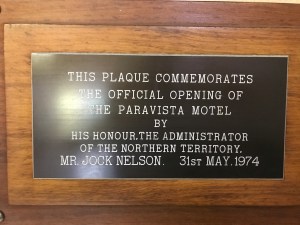 THIS PLAQUE COMMEMORATES
THE OFFICIAL OPENING OF
THE PARAVISTA MOTEL
BY
HIS HONOUR.THE ADMINISTRATOR
OF THE NORTHERN TERRITORY.
MR. JOCK NELSON. 31ST MAY. 1974